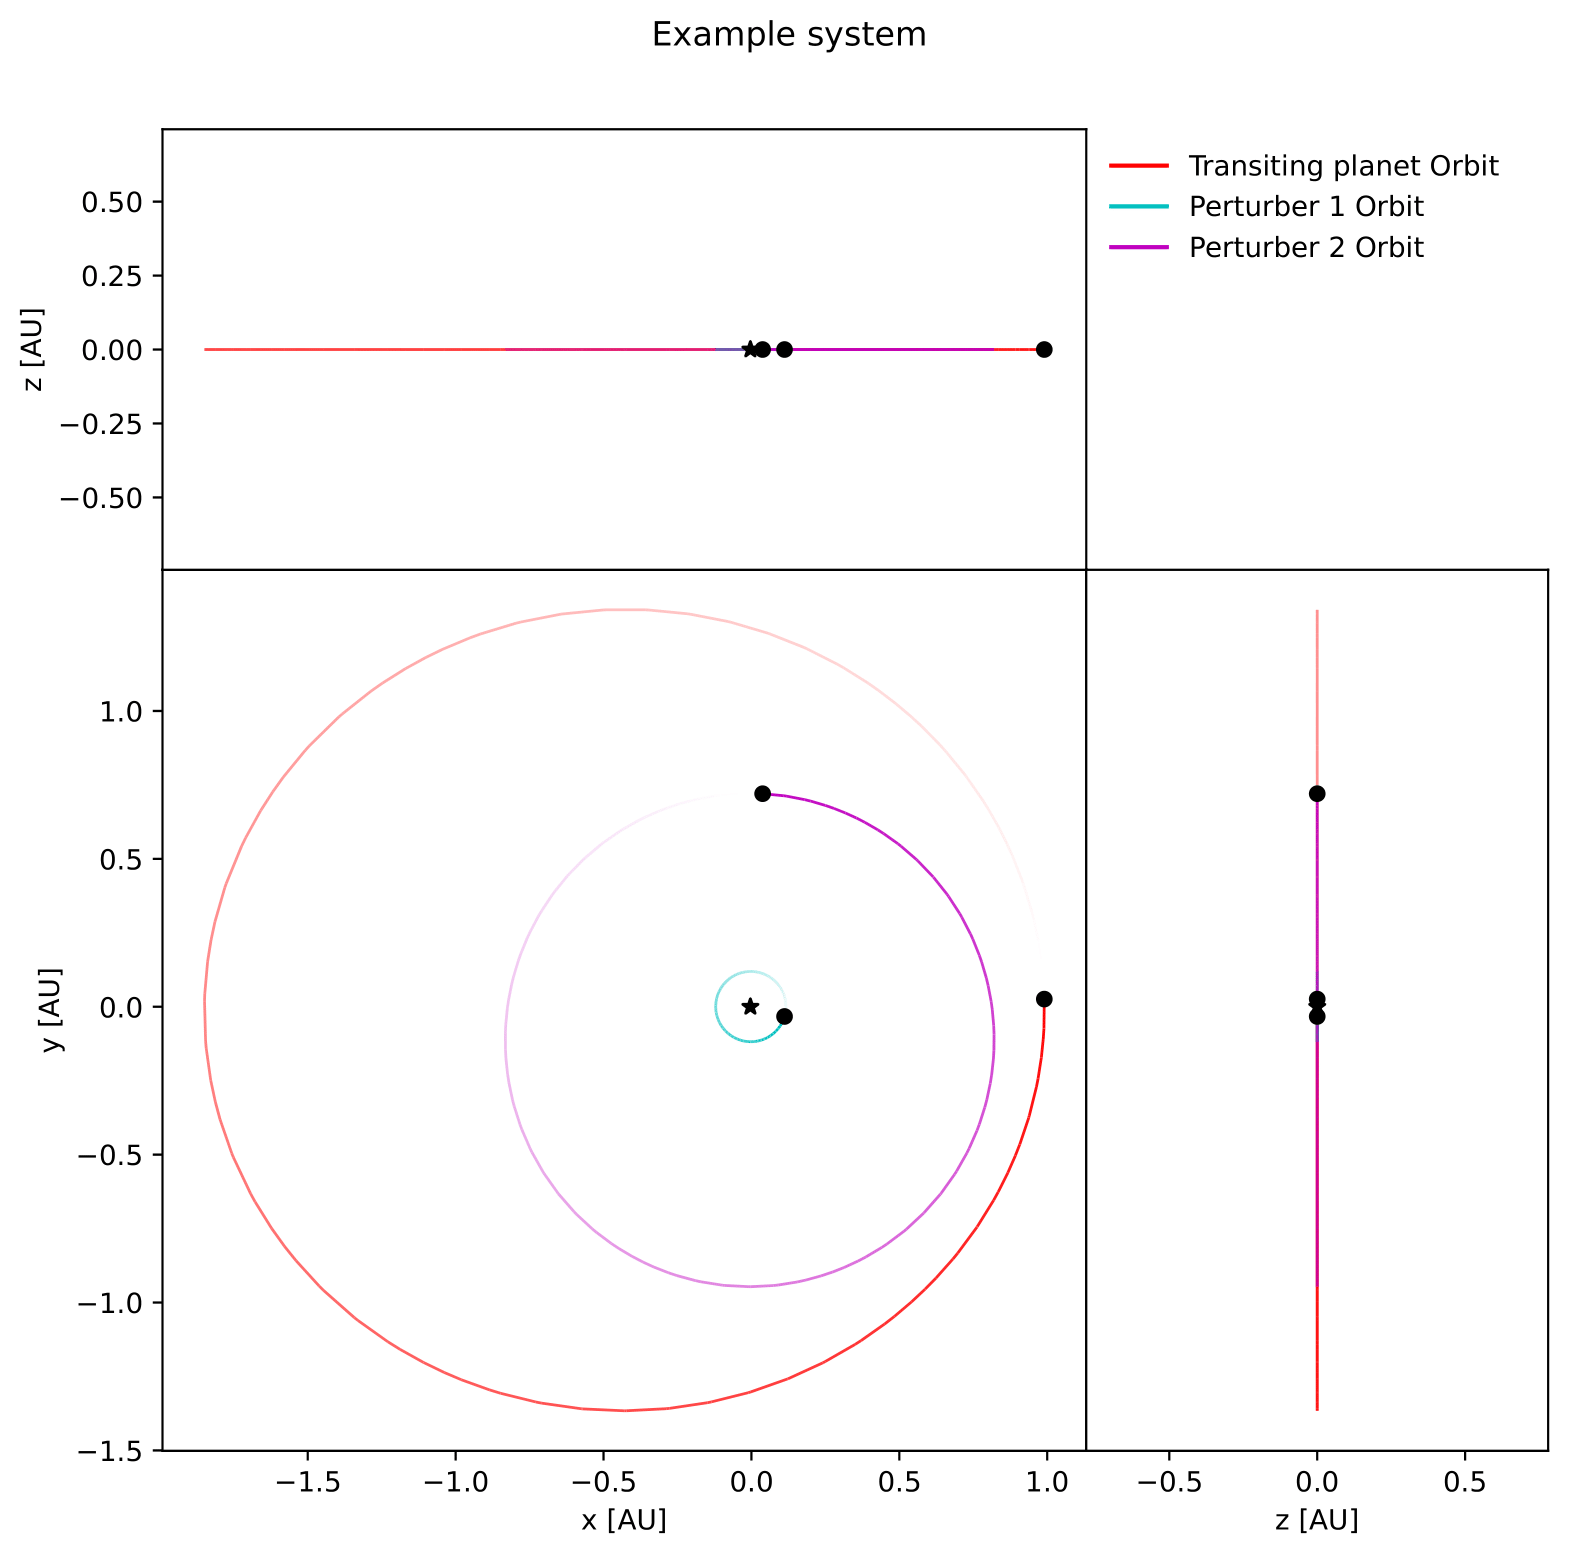 Example system
Transiting planet Orbit
Perturber 1 Orbit
Perturber 2 Orbit
z [AU]
0.50
0.25
0.00
−0.25
−0.50
y [AU]
1.0
0.5
0.0
−0.5
−1.0
−1.5
−1.5 −1.0 −0.5 0.0 0.5 1.0
x [AU]
−0.5 0.0 0.5
z [AU]